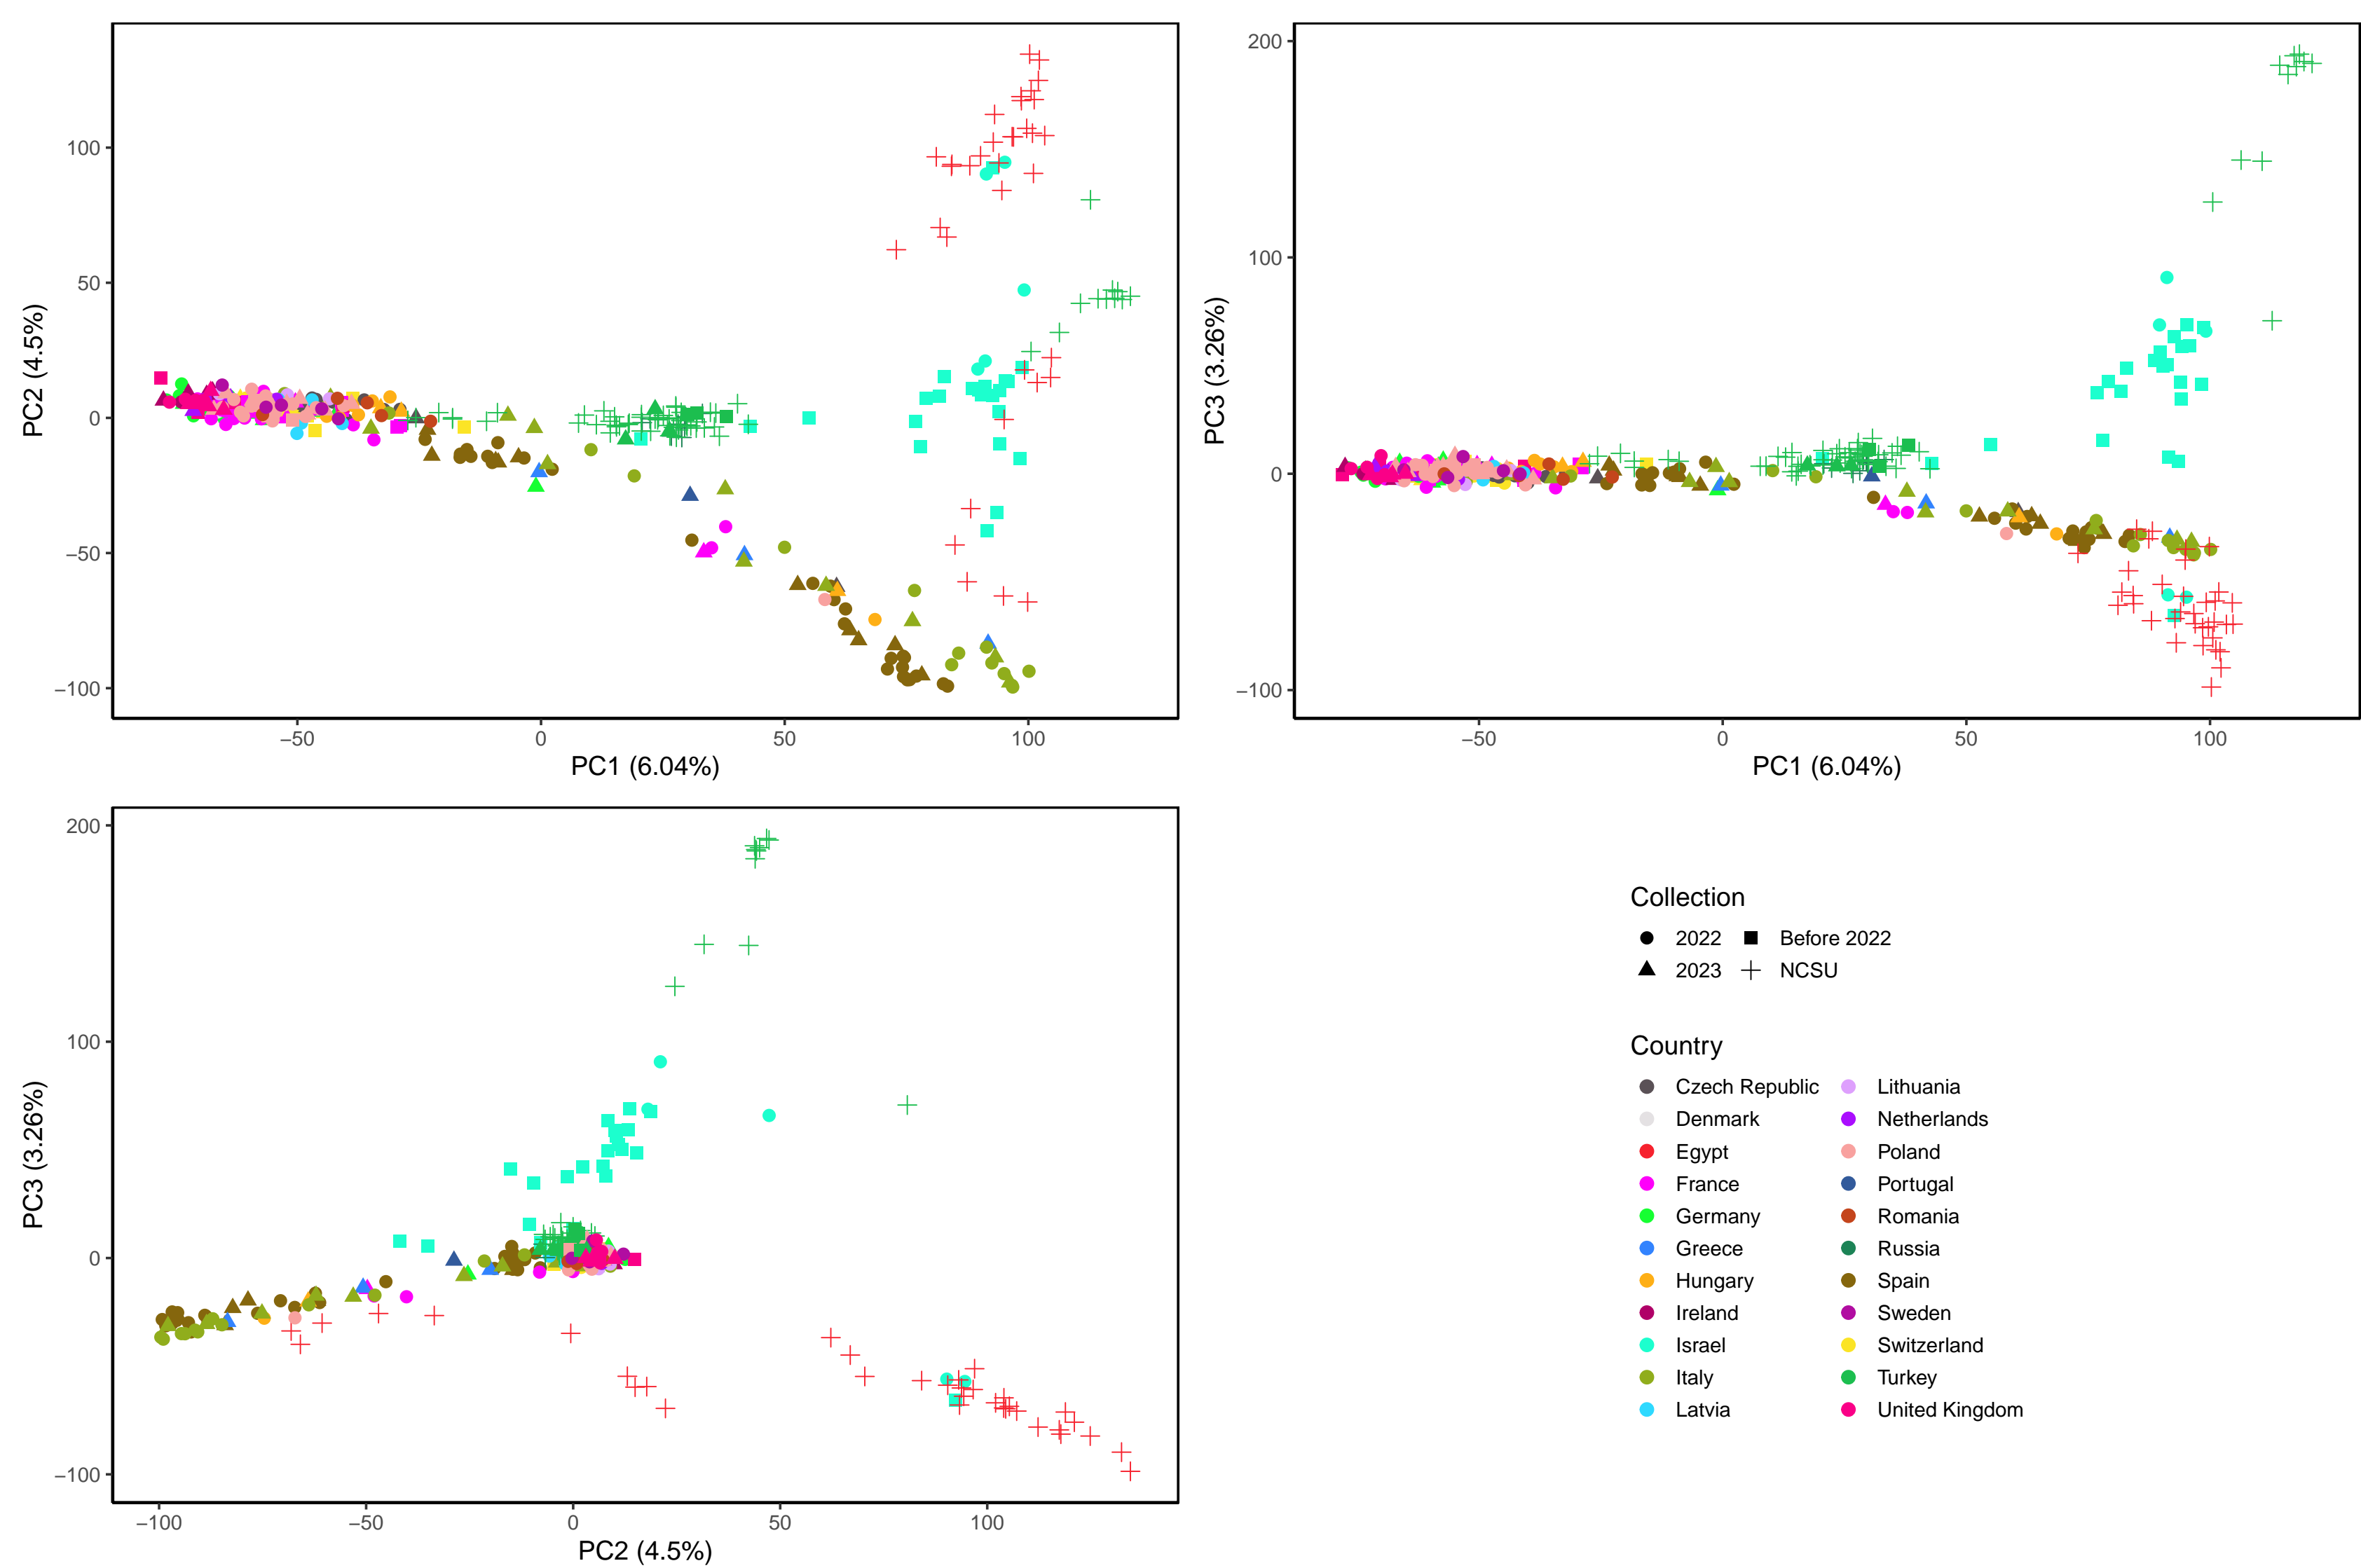 100
50
0
−50
−100
−50
0
50
100
PC1 (6.04%)
PC2 (4.5%)
200
100
0
−100
−50
0
50
100
PC1 (6.04%)
PC3 (3.26%)
200
100
0
−100
−100
−50
0
50
100
PC2 (4.5%)
PC3 (3.26%)
Collection
2022
Before 2022
2023
NCSU
Country
Czech Republic
Lithuania
Denmark
Netherlands
Egypt
Poland
France
Portugal
Germany
Romania
Greece
Russia
Hungary
Spain
Ireland
Sweden
Israel
Switzerland
Italy
Turkey
Latvia
United Kingdom